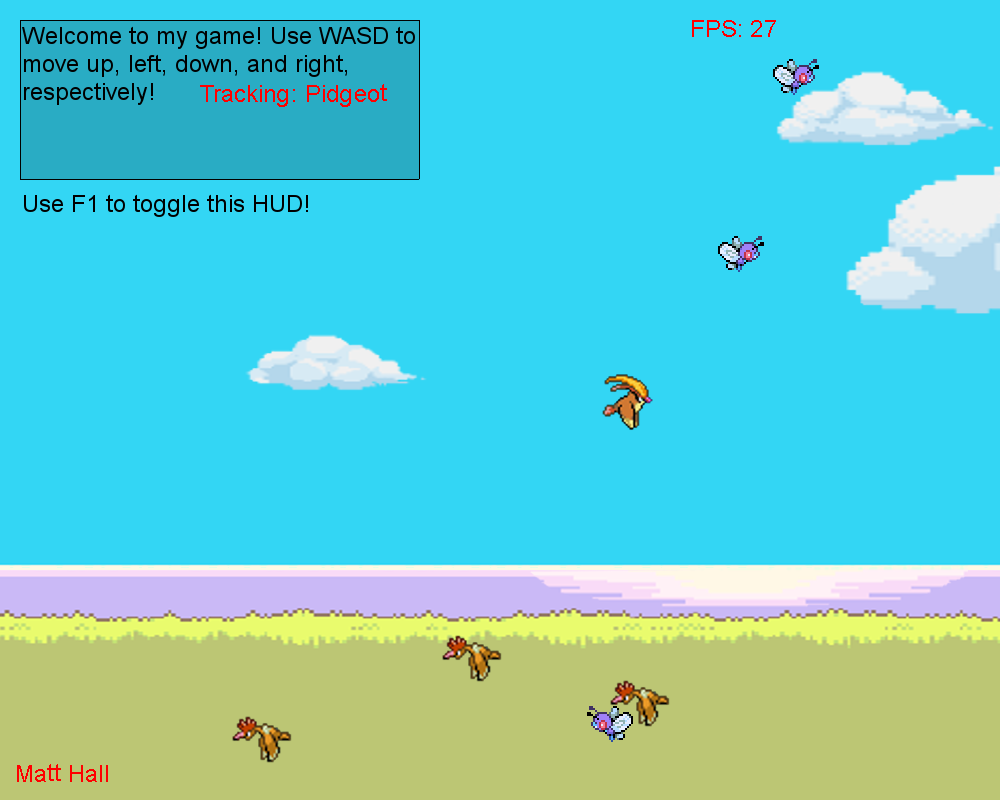 FPS: 27
Welcome to my game! Use WASD to
move up, left, down, and right,
respectively!
Tracking: Pidgeot
Use F1 to toggle this HUD!
Matt Hall